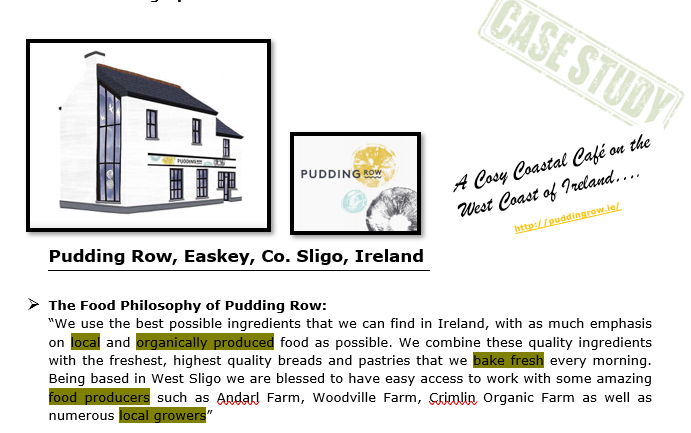 CASE STUDY
PUDDING ROW
PUDDING ROW
A Cosy Coastal Café on the
West Coast of Ireland....
http://puddingrow.ie/
Pudding Row, Easkey, Co. Sligo, Ireland
The Food Philosophy of Pudding Row:
“We use the best possible ingredients that we can find in Ireland, with as much emphasis
on local and organically produced food as possible. We combine these quality ingredients
with the freshest, highest quality breads and pastries that we bake fresh every morning.
Being based in West Sligo we are blessed to have easy access to work with some amazing
food producers such as Andarl Farm, Woodville Farm, Crimlin Organic Farm as well as
numerous local growers”